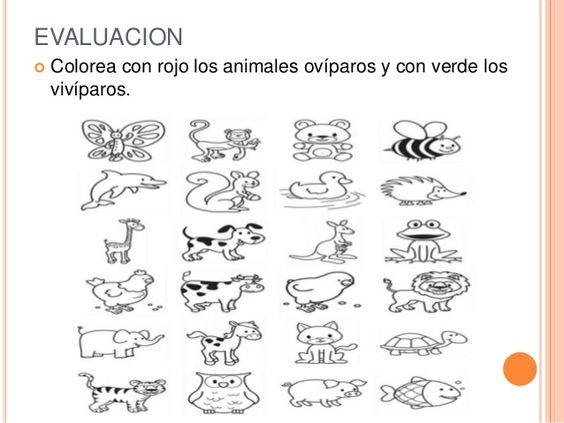 EVALUACION
Colorea con rojo los animales ovíparos y con verde los
vivíparos.